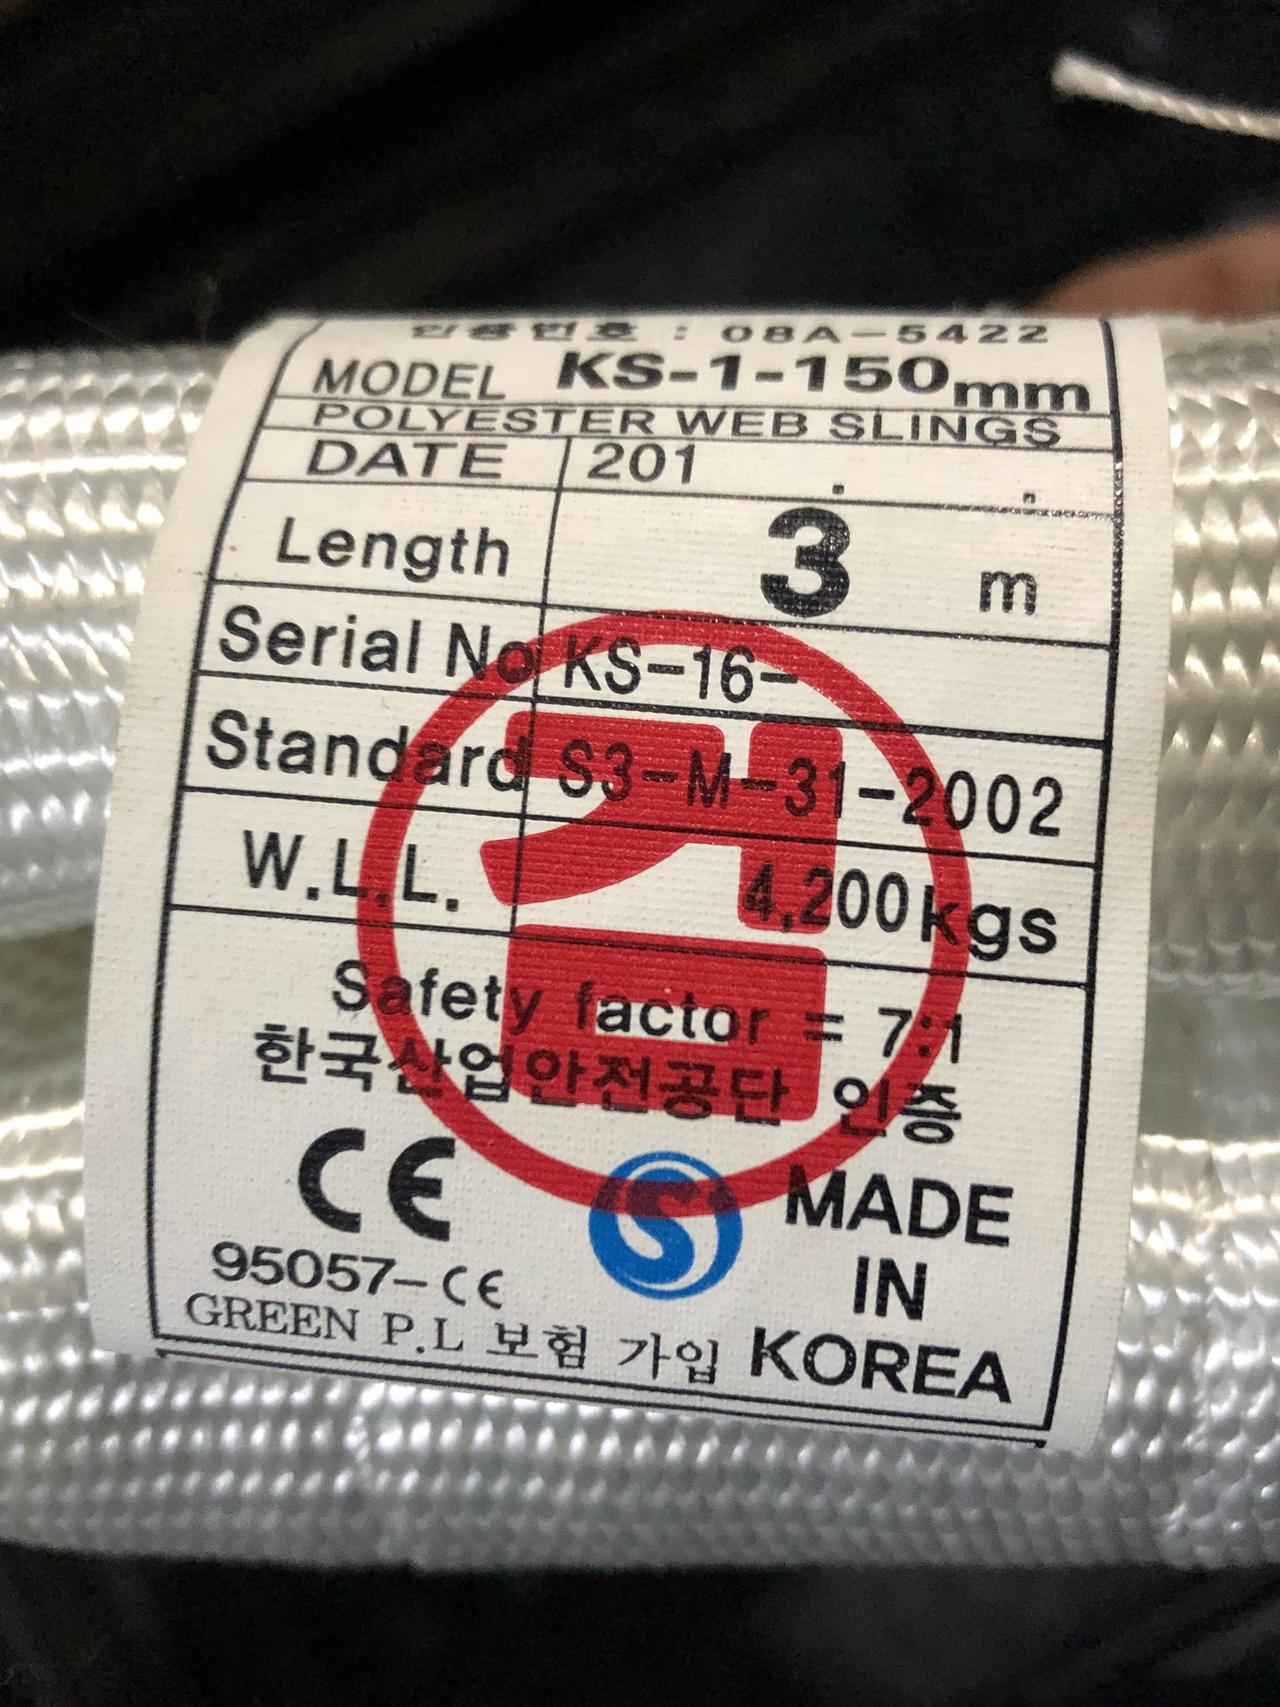 인증번호 : 08A-5422
MODEL KS-1-150mm
POLYESTER WEB SLINGS
DATE 201 . .
Length 3 m
Serial No KS-16-
Standard S3-M-31-2002
W.L.L. 4,200kgs
검
Safety factor = 7:1
한국산업안전공단 인증
CE S MADE
IN
95057-CE
GREEN P.L 보험 가입 KOREA